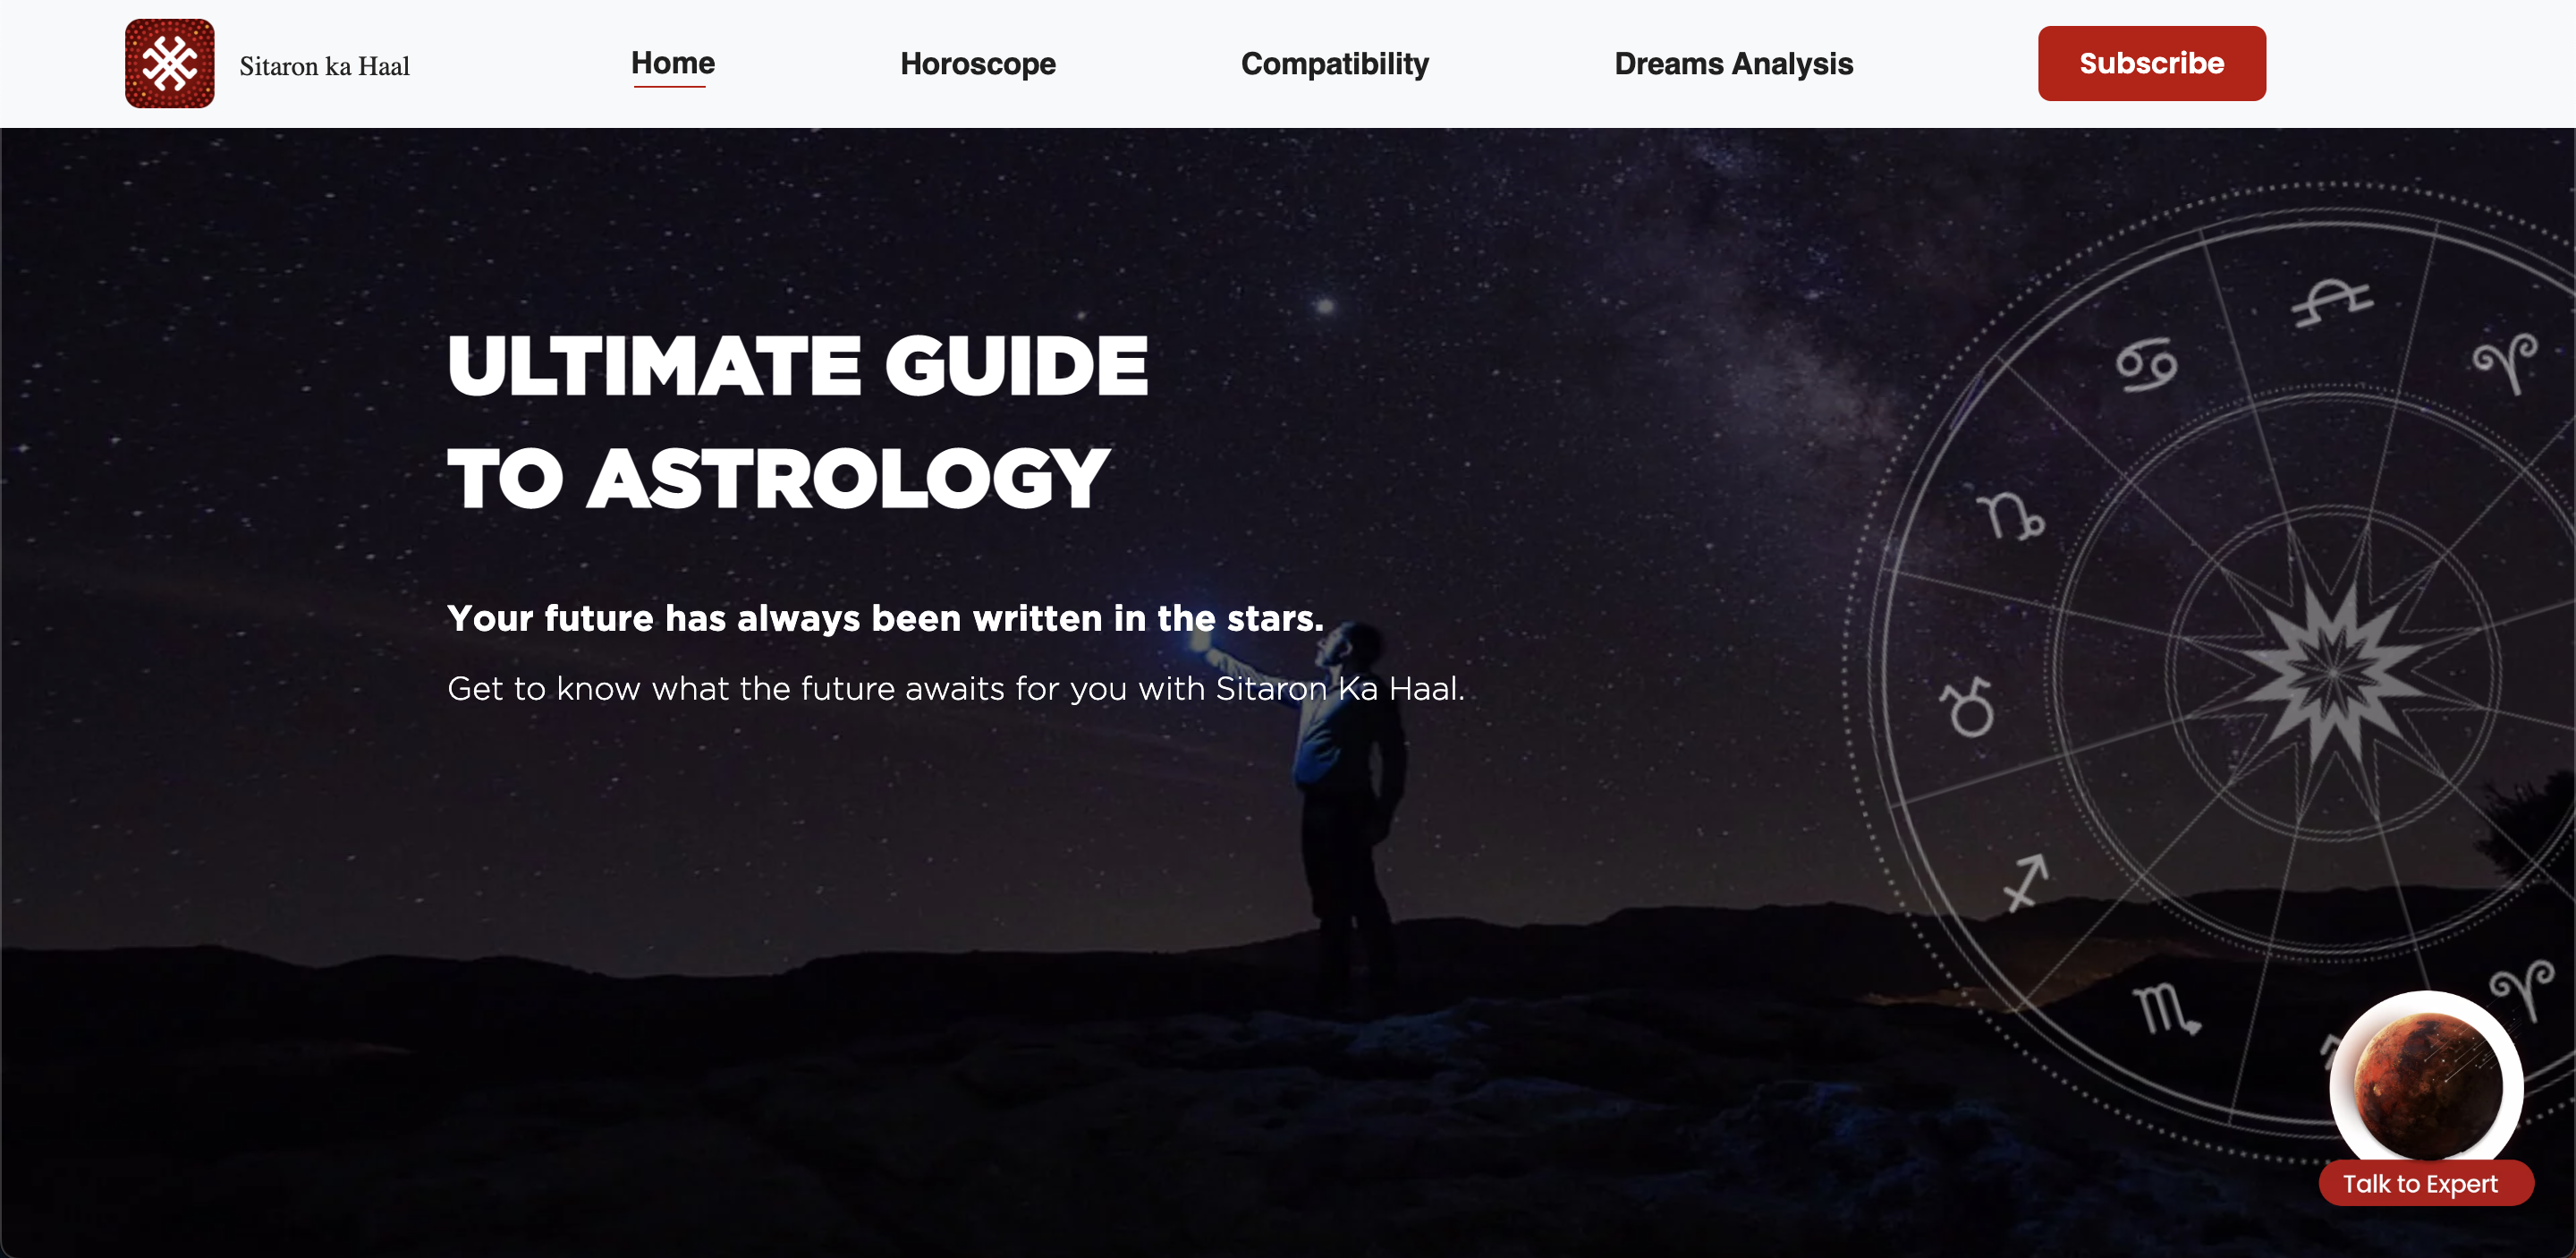 Sitaron ka Haal
Home
Horoscope
Compatibility
Dreams Analysis
Subscribe
ULTIMATE GUIDE
TO ASTROLOGY
Your future has always been written in the stars.
Get to know what the future awaits for you with Sitaron Ka Haal.
Talk to Expert